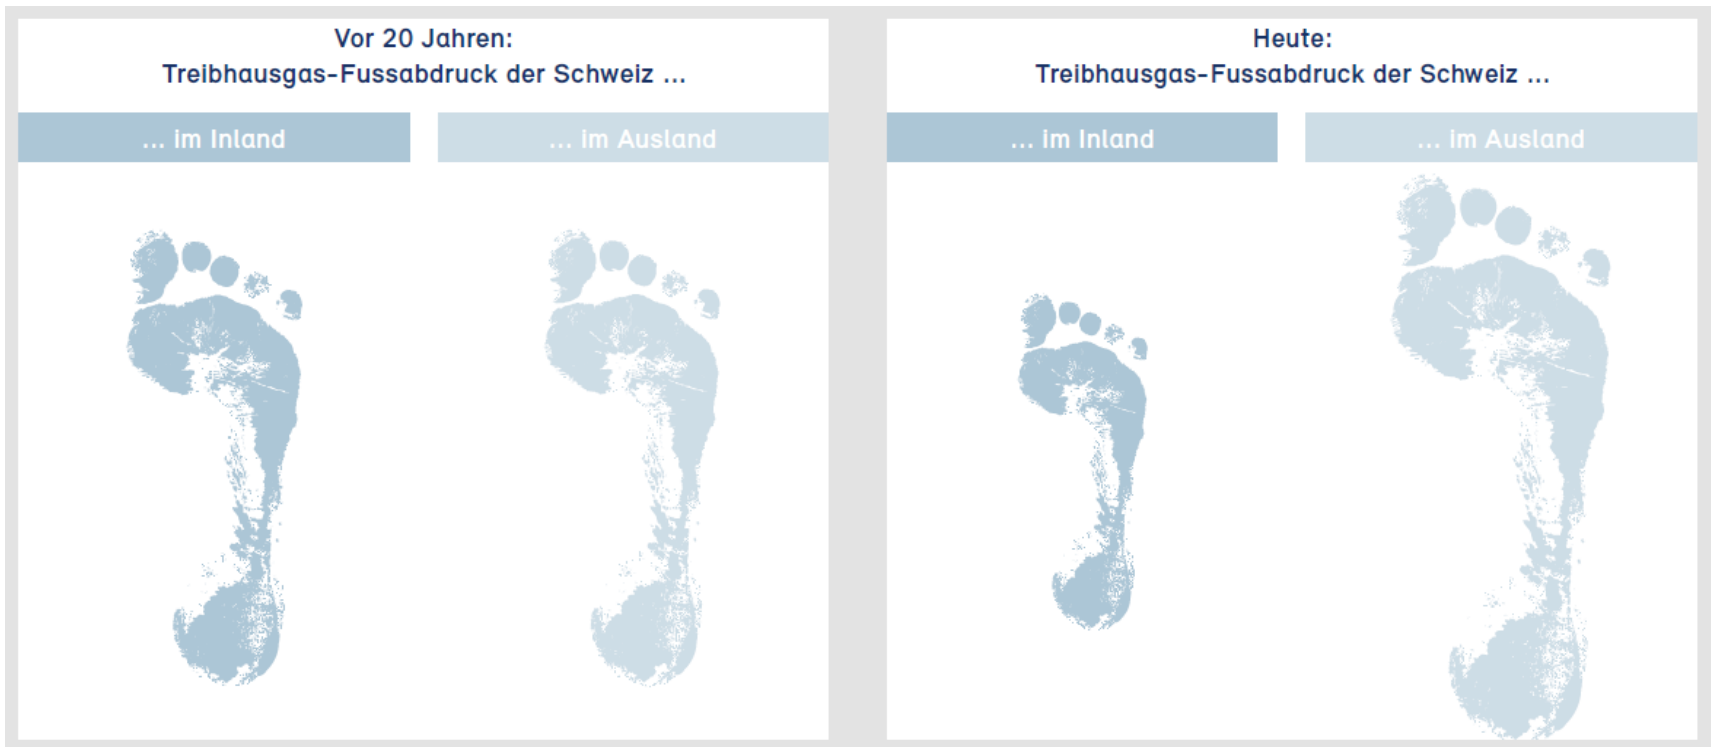 Vor 20 Jahren:
Treibhausgas-Fussabdruck der Schweiz ...
... im Inland
... im Ausland
Heute:
Treibhausgas-Fussabdruck der Schweiz ...
... im Inland
... im Ausland